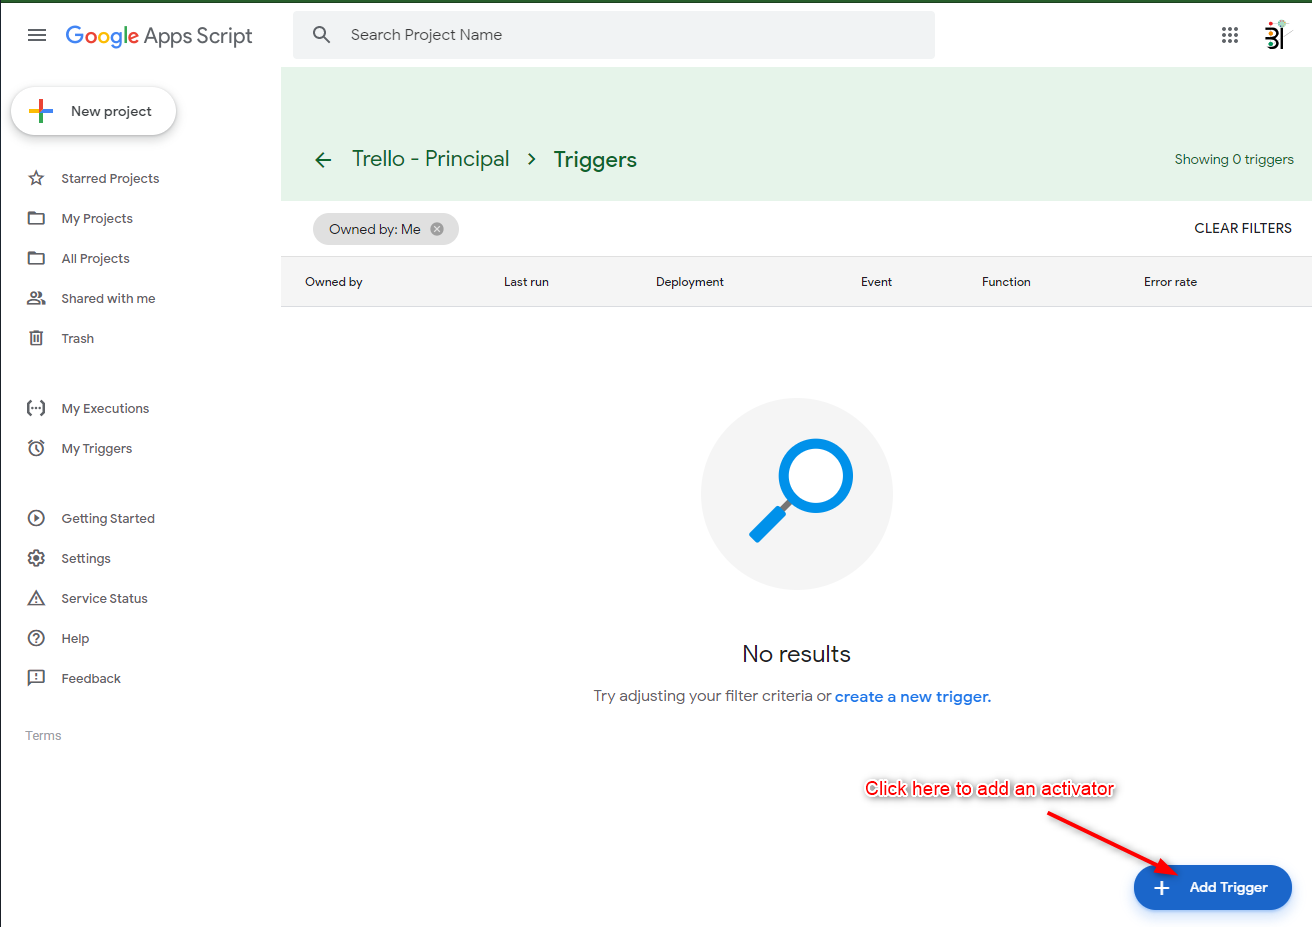 Google Apps Script
Search Project Name
New project
Trello - Principal > Triggers
Showing 0 triggers
Starred Projects
My Projects
Owned by: Me
CLEAR FILTERS
All Projects
Owned by Last run Deployment Event Function Error rate
Shared with me
Trash
My Executions
My Triggers
Getting Started
Settings
Service Status
Help
Feedback
Terms
No results
Try adjusting your filter criteria or create a new trigger.
Click here to add an activator
Add Trigger